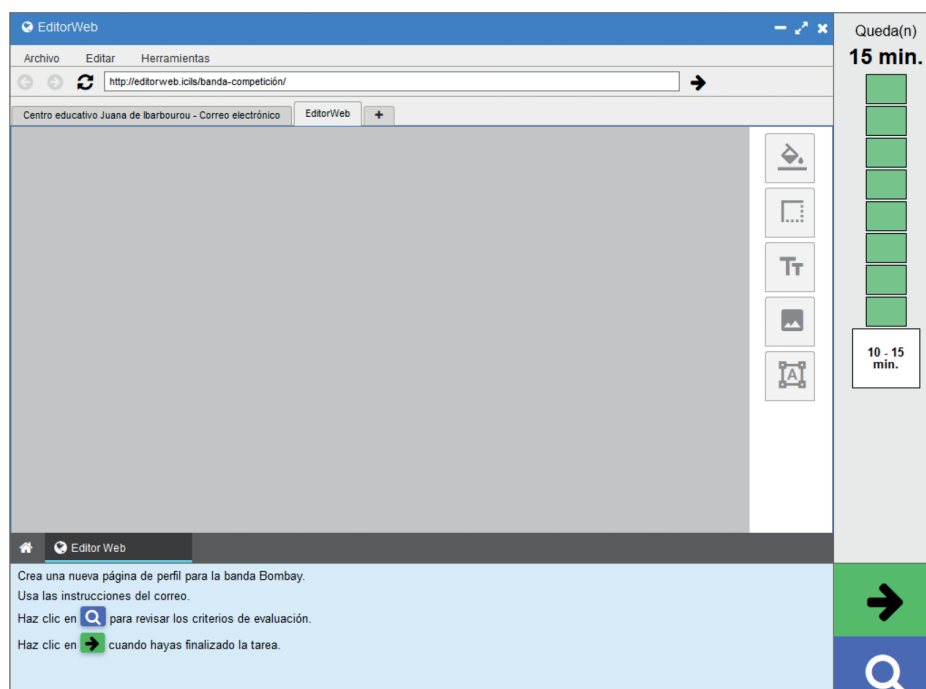 EditorWeb
Archivo Editar Herramientas
http://editorweb.icils/banda-competición/
Centro educativo Juana de Ibarbourou - Correo electrónico EditorWeb +
Tт
A
Editor Web
Crea una nueva página de perfil para la banda Bombay.
Usa las instrucciones del correo.
Haz clic en para revisar los criterios de evaluación.
Haz clic en cuando hayas finalizado la tarea.
Queda(n)
15 min.
10 - 15
min.